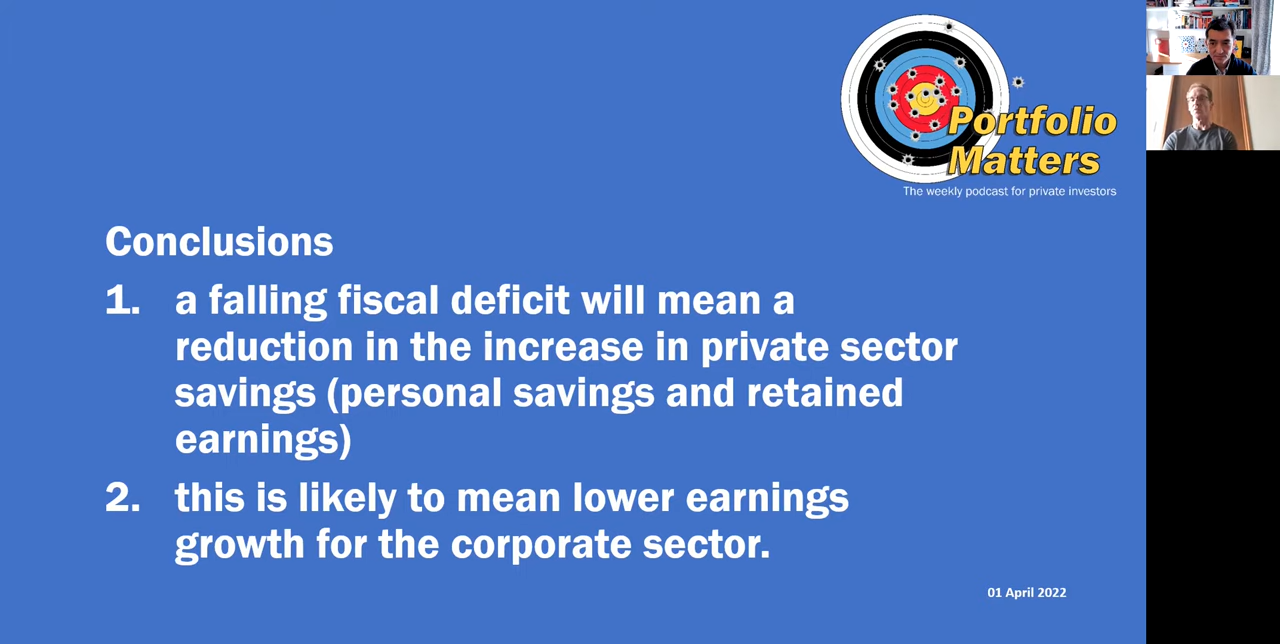 Portfolio
Matters
The weekly podcast for private investors
Conclusions
1. a falling fiscal deficit will mean a
reduction in the increase in private sector
savings (personal savings and retained
earnings)
2. this is likely to mean lower earnings
growth for the corporate sector.
01 April 2022